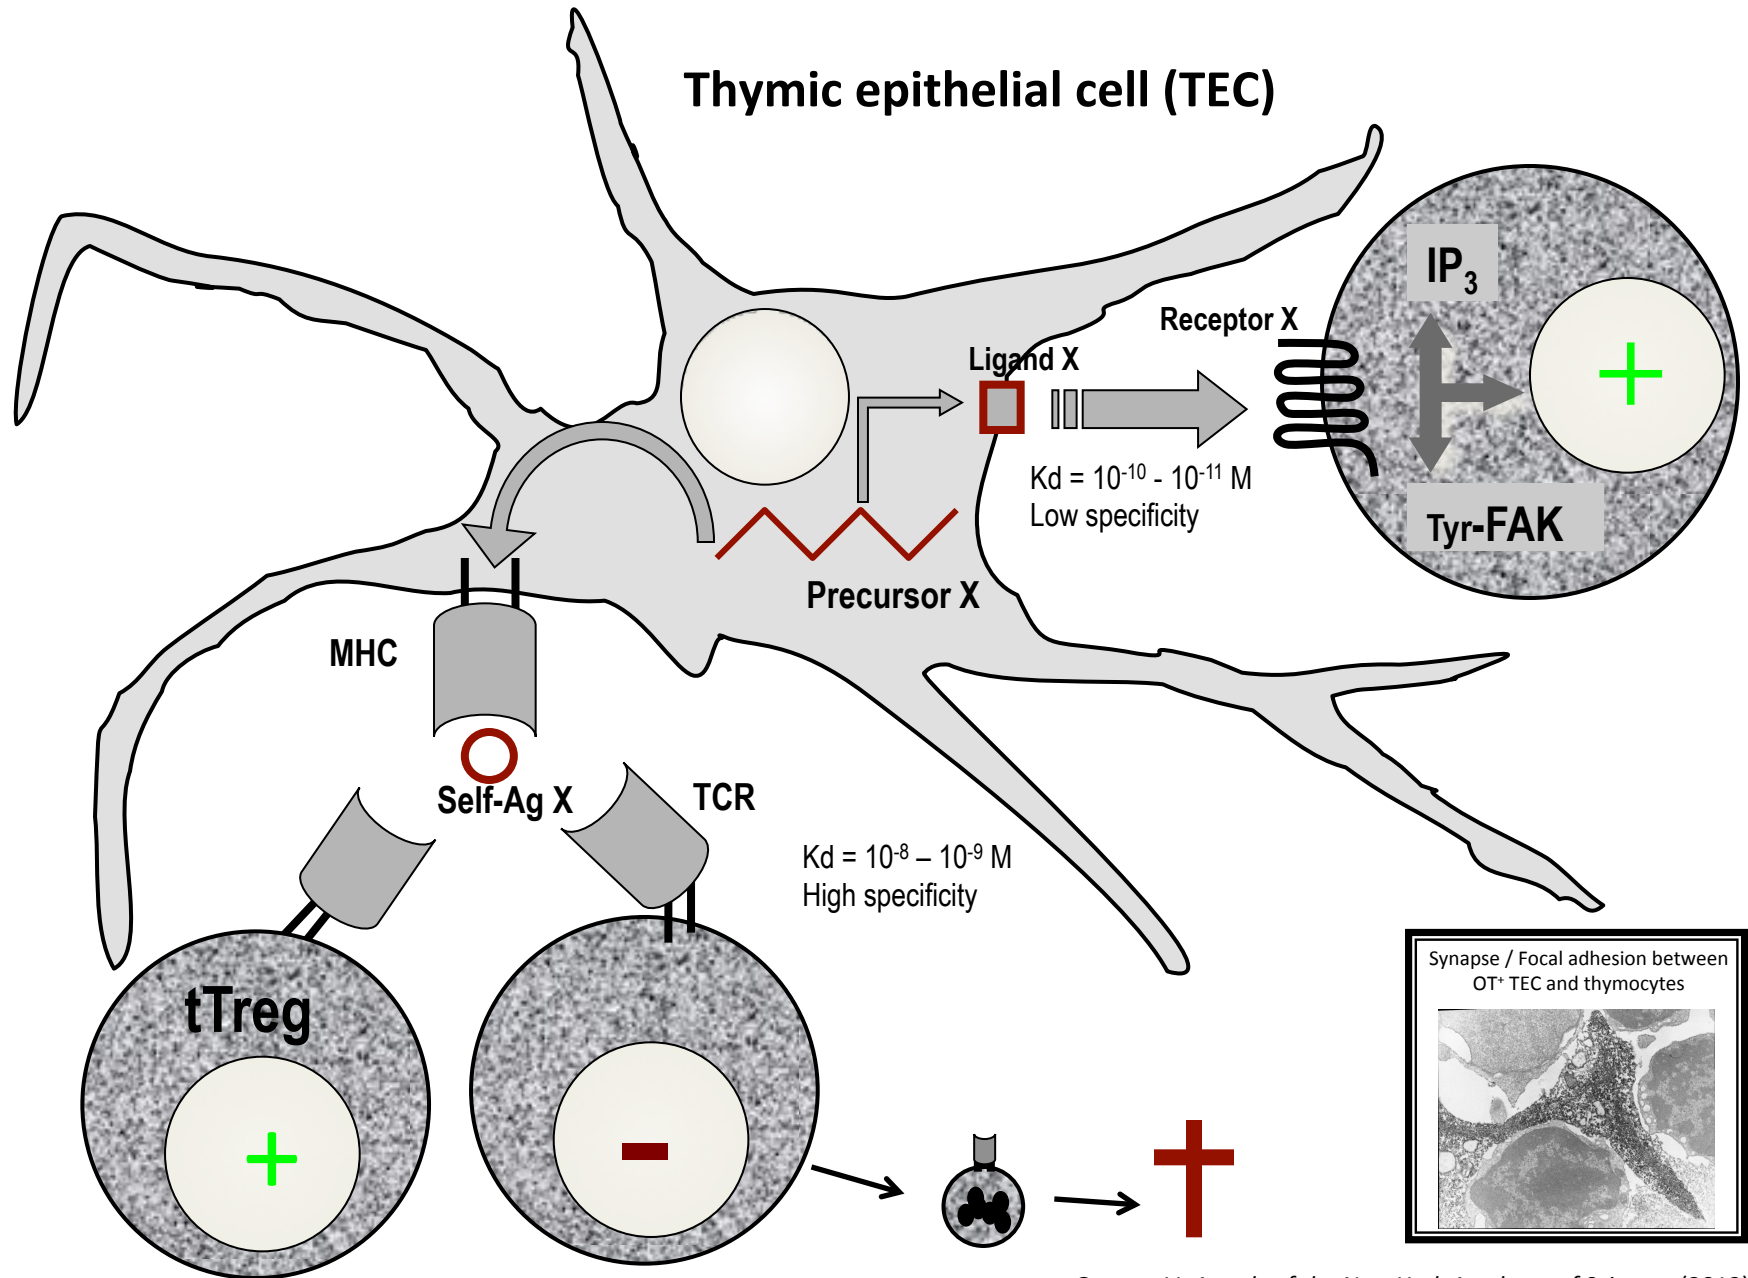 Thymic epithelial cell (TEC)
IP₃
Receptor X
Ligand X
Kd = 10⁻¹⁰ - 10⁻¹¹ M
Low specificity
Tyr-FAK
Precursor X
MHC
Self-Ag X
TCR
Kd = 10⁻⁸ – 10⁻⁹ M
High specificity
tTreg
Synapse / Focal adhesion between
OT⁺ TEC and thymocytes